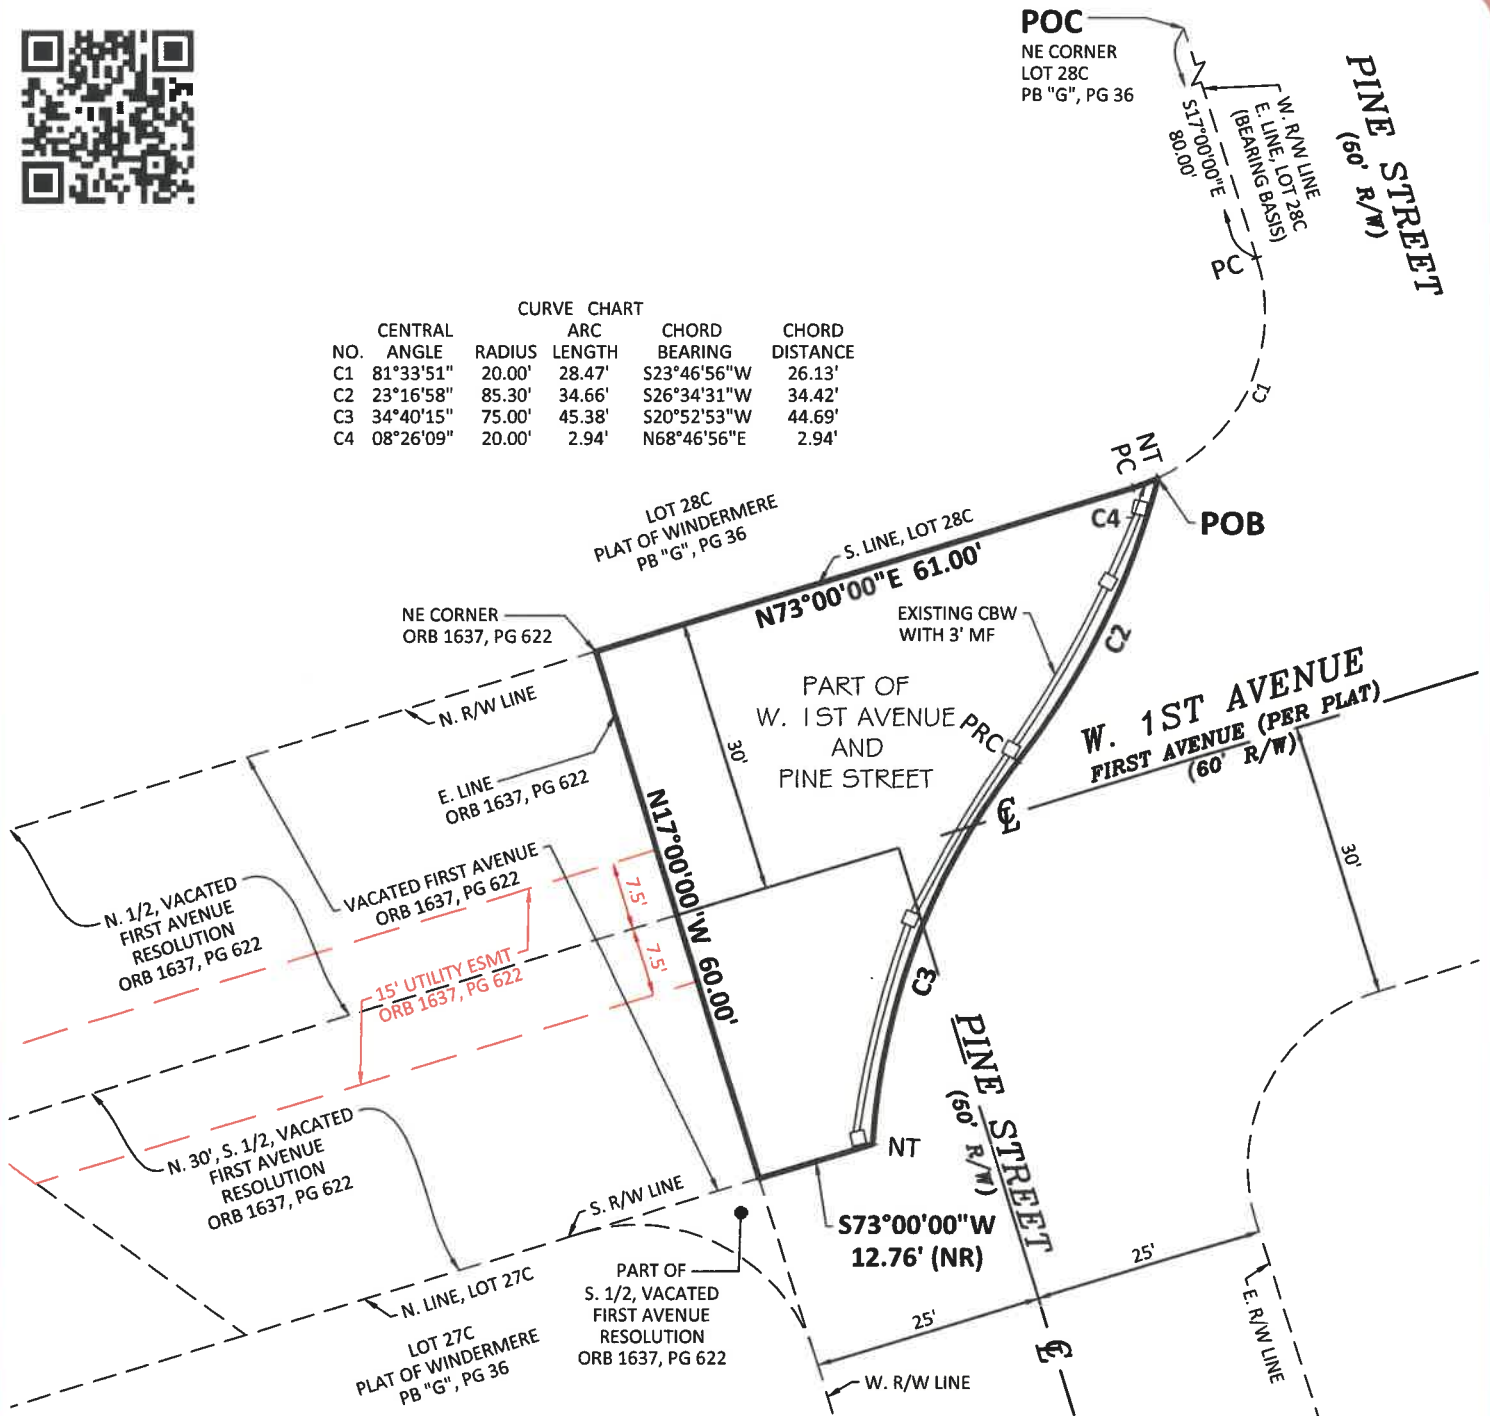 POC
NE CORNER
LOT 28C
PB "G", PG 36
S17°00'00"E
80.00'
W. R/W LINE
E. LINE, LOT 28C
(BEARING BASIS)
PINE STREET
(50' R/W)
PC
C1
CURVE CHART
CENTRAL ARC CHORD CHORD
NO. ANGLE RADIUS LENGTH BEARING DISTANCE
C1 81°33'51" 20.00' 28.47' S23°46'56"W 26.13'
C2 23°16'58" 85.30' 34.66' S26°34'31"W 34.42'
C3 34°40'15" 75.00' 45.38' S20°52'53"W 44.69'
C4 08°26'09" 20.00' 2.94' N68°46'56"E 2.94'
NT
PC
POB
C4
LOT 28C
PLAT OF WINDERMERE
PB "G", PG 36
S. LINE, LOT 28C
N73°00'00"E 61.00'
NE CORNER
ORB 1637, PG 622
EXISTING CBW
WITH 3' MF
C2
N. R/W LINE
PART OF
W. 1ST AVENUE
AND
PINE STREET
PRC
30'
W. 1ST AVENUE
FIRST AVENUE (PER PLAT)
(60' R/W)
E. LINE
ORB 1637, PG 622
N17°00'00"W 60.00'
℄
30'
VACATED FIRST AVENUE
ORB 1637, PG 622
7.5'
7.5'
N. 1/2, VACATED
FIRST AVENUE
RESOLUTION
ORB 1637, PG 622
15' UTILITY ESMT
ORB 1637, PG 622
C3
PINE STREET
(50' R/W)
N. 30', S. 1/2, VACATED
FIRST AVENUE
RESOLUTION
ORB 1637, PG 622
NT
S. R/W LINE
S73°00'00"W
12.76' (NR)
PART OF
S. 1/2, VACATED
FIRST AVENUE
RESOLUTION
ORB 1637, PG 622
N. LINE, LOT 27C
LOT 27C
PLAT OF WINDERMERE
PB "G", PG 36
25'
25'
℄
W. R/W LINE
E. R/W LINE